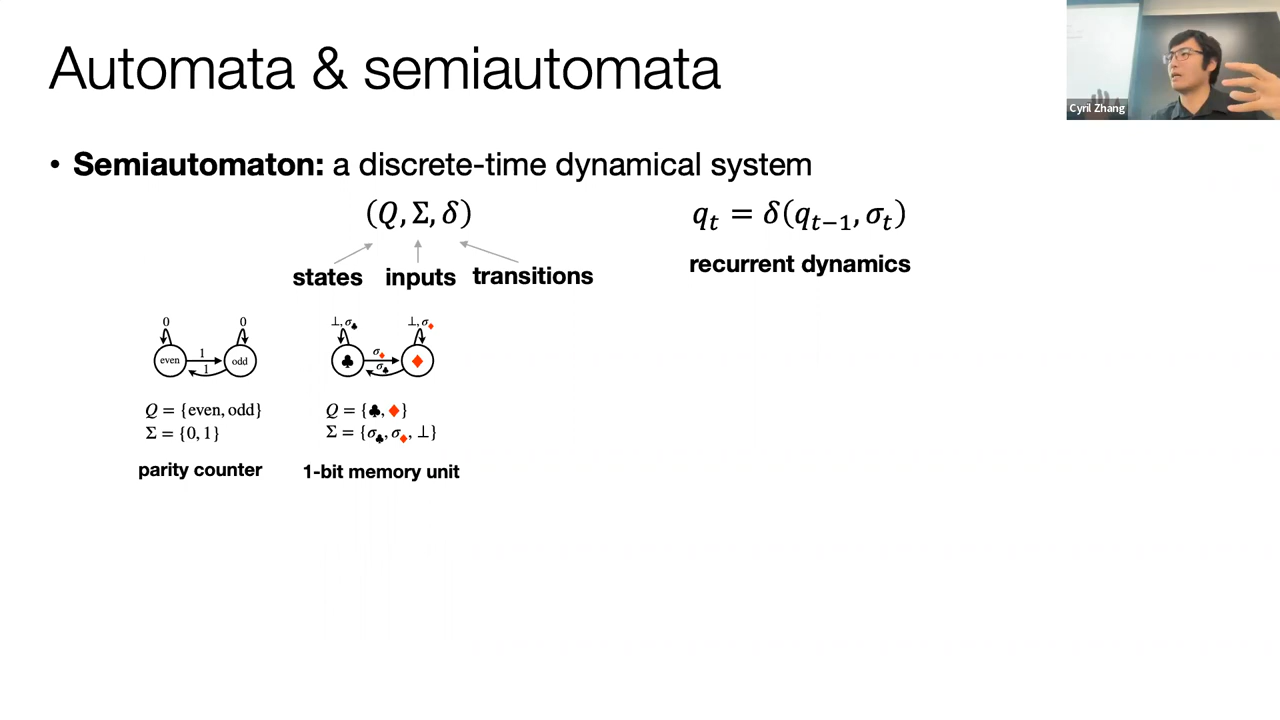 Automata & semiautomata
Cyril Zhang
• Semiautomaton: a discrete-time dynamical system
(Q, Σ, δ)
q_t = δ(q_{t−1}, σ_t)
states inputs transitions
recurrent dynamics
0 0
even 1 odd
1
⊥, σ♣ ⊥, σ♦
♣ σ♦ ♦
σ♣
Q = {even, odd}
Σ = {0, 1}
parity counter
Q = {♣, ♦}
Σ = {σ♣, σ♦, ⊥}
1-bit memory unit